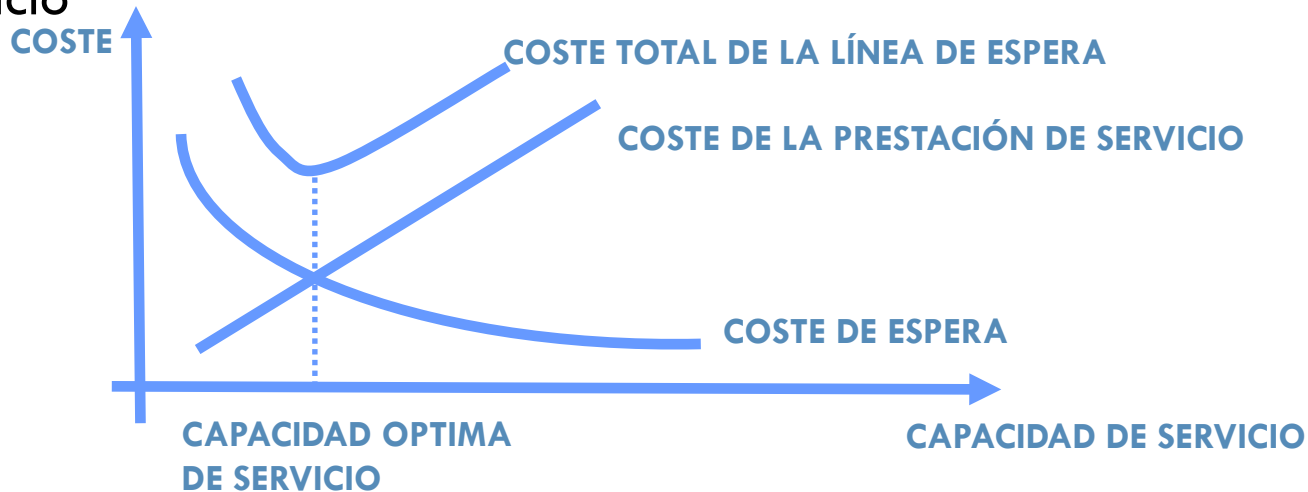 COSTE
COSTE TOTAL DE LA LÍNEA DE ESPERA
COSTE DE LA PRESTACIÓN DE SERVICIO
COSTE DE ESPERA
CAPACIDAD OPTIMA
DE SERVICIO
CAPACIDAD DE SERVICIO